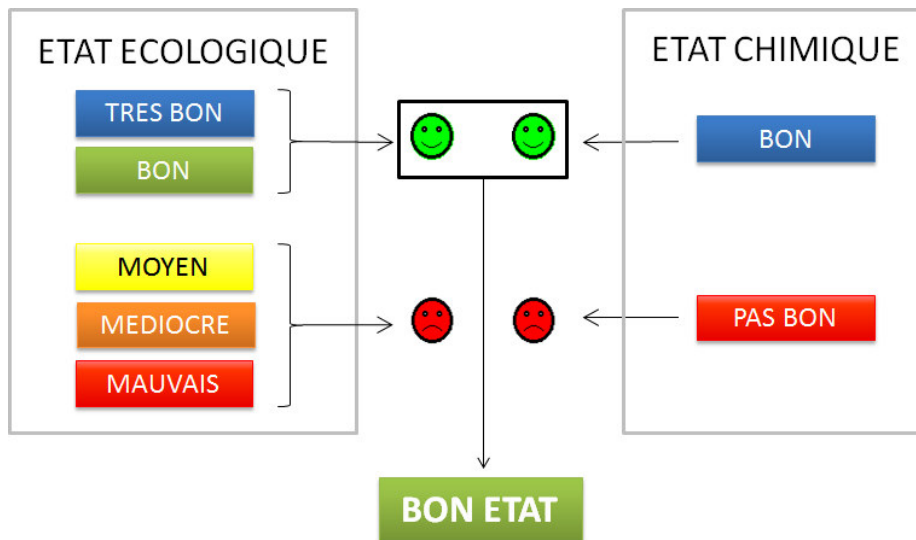 ETAT ECOLOGIQUE
TRES BON
BON
MOYEN
MEDIOCRE
MAUVAIS
ETAT CHIMIQUE
BON
PAS BON
BON ETAT